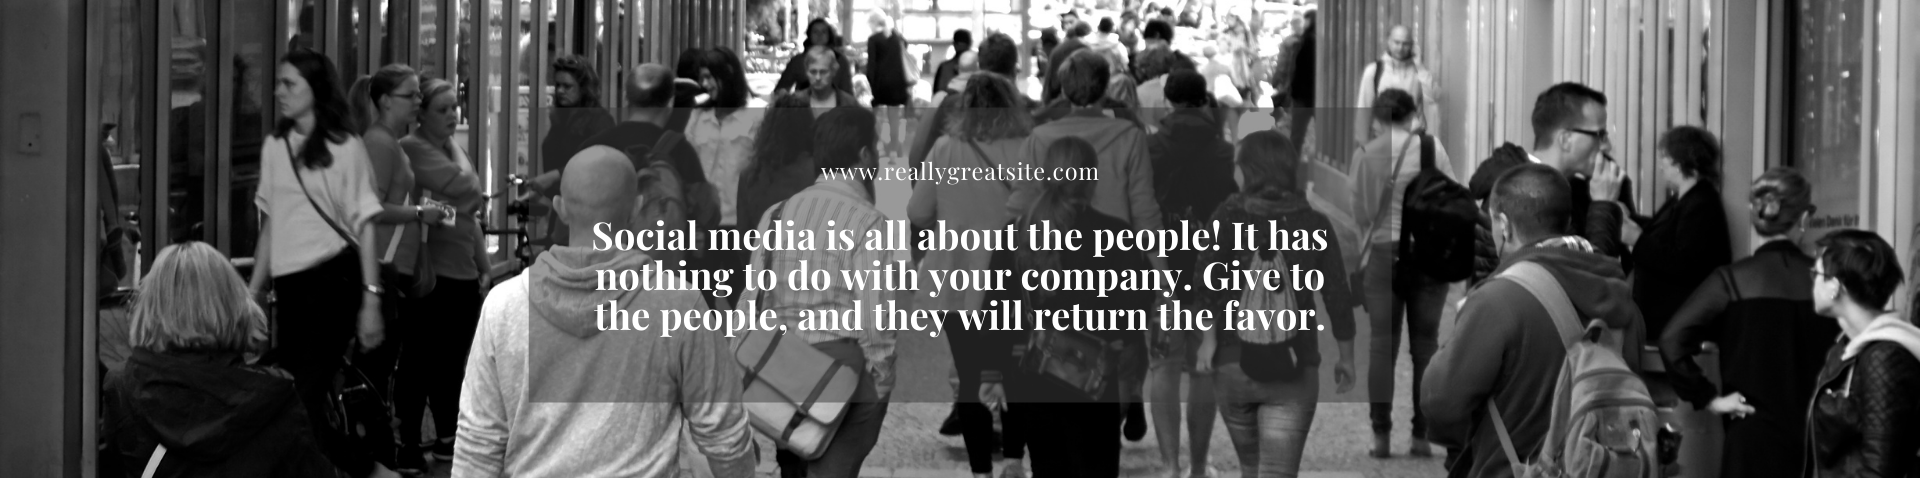 www.reallygreatsite.com
Social media is all about the people! It has
nothing to do with your company. Give to
the people, and they will return the favor.